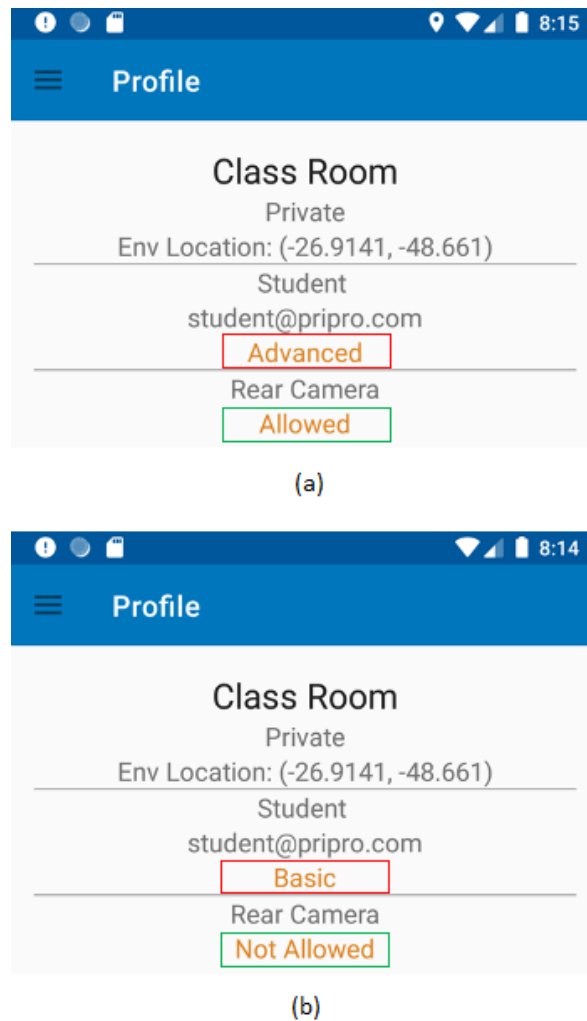 8:15
Profile
Class Room
Private
Env Location: (-26.9141, -48.661)
Student
student@pripro.com
Advanced
Rear Camera
Allowed
(a)
8:14
Profile
Class Room
Private
Env Location: (-26.9141, -48.661)
Student
student@pripro.com
Basic
Rear Camera
Not Allowed
(b)